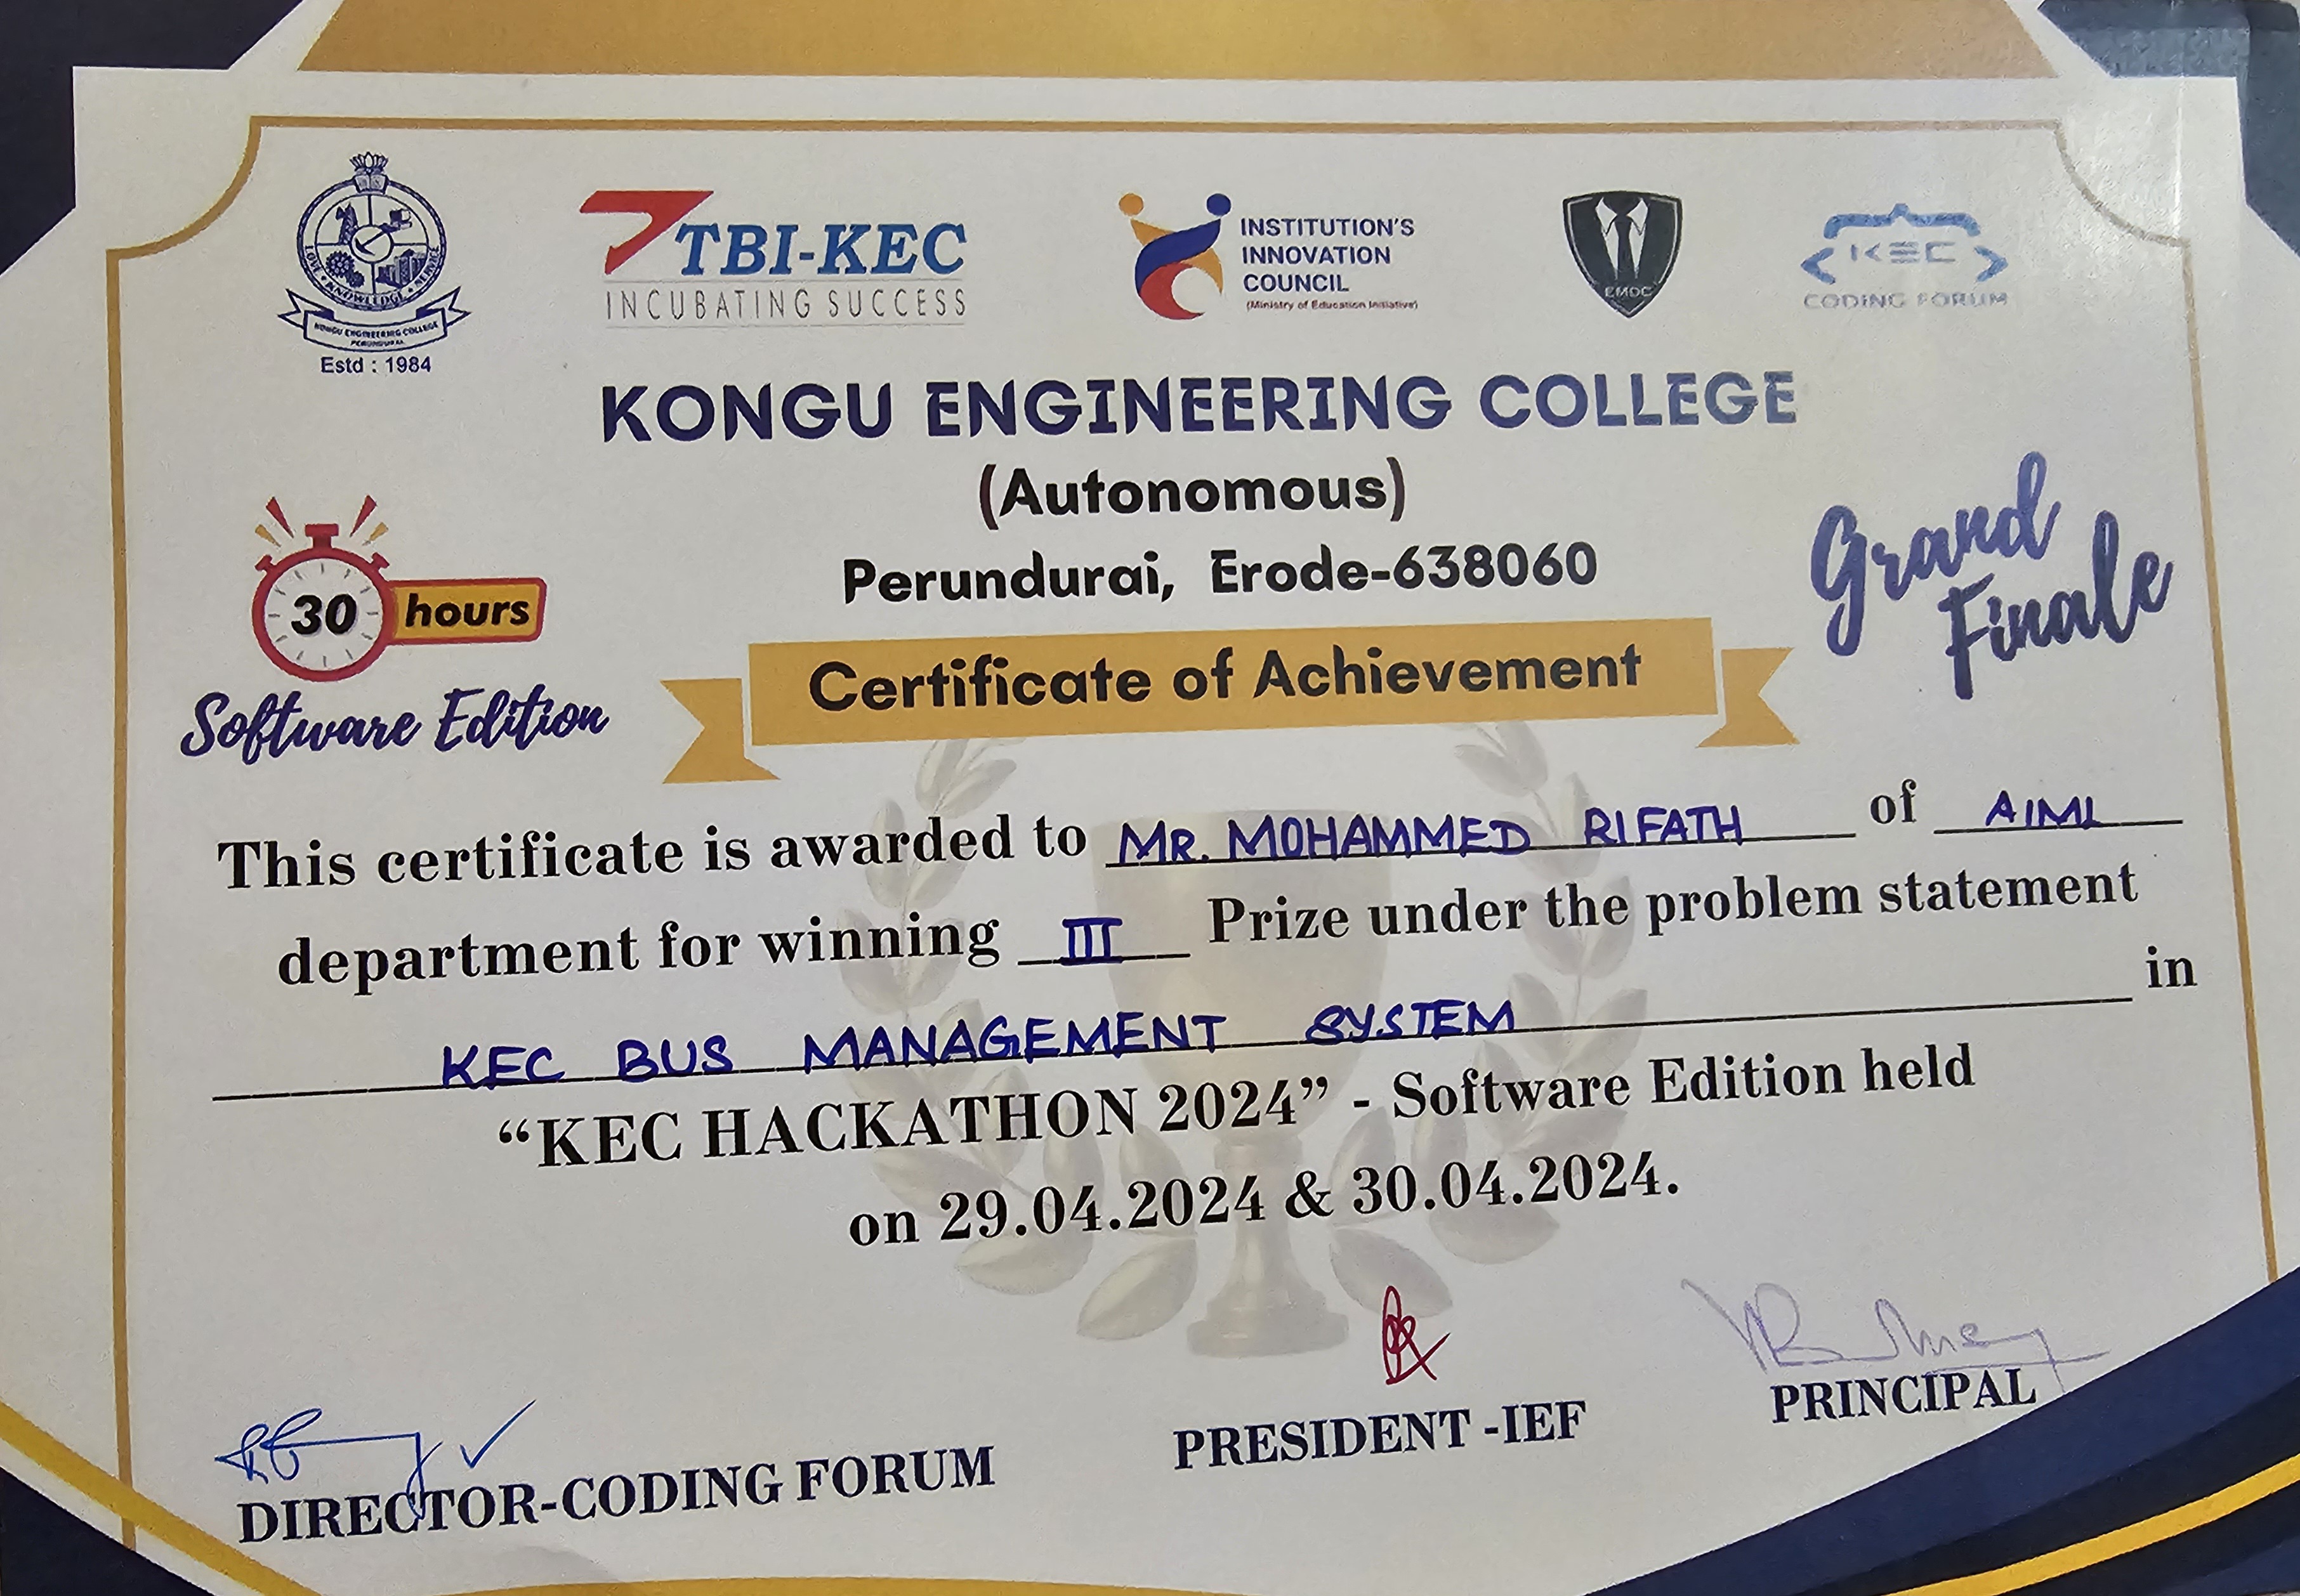 LOVE • KNOWLEDGE • SERVICE
KONGU ENGINEERING COLLEGE
PERUNDURAI
Estd : 1984
TBI-KEC
INCUBATING SUCCESS
INSTITUTION'S
INNOVATION
COUNCIL
(Ministry of Education Initiative)
EMDC
KEC
CODING FORUM
KONGU ENGINEERING COLLEGE
(Autonomous)
Perundurai, Erode-638060
30 hours
Software Edition
Grand
Finale
Certificate of Achievement
This certificate is awarded to MR. MOHAMMED RIFATH of AIML
department for winning III Prize under the problem statement
KEC BUS MANAGEMENT SYSTEM in
“KEC HACKATHON 2024” - Software Edition held
on 29.04.2024 & 30.04.2024.
DIRECTOR-CODING FORUM
PRESIDENT -IEF
PRINCIPAL